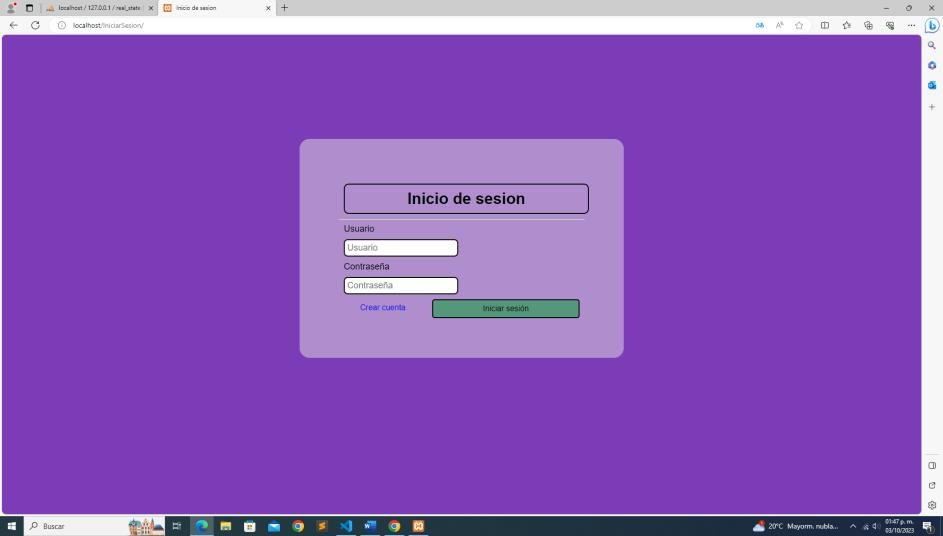 localhost / 127.0.0.1 / real_state |
Inicio de sesion
localhost/IniciarSesion/
Inicio de sesion
Usuario
Usuario
Contraseña
Contraseña
Crear cuenta
Iniciar sesión
Buscar
20°C Mayorm. nubla...
01:47 p. m.
03/10/2023